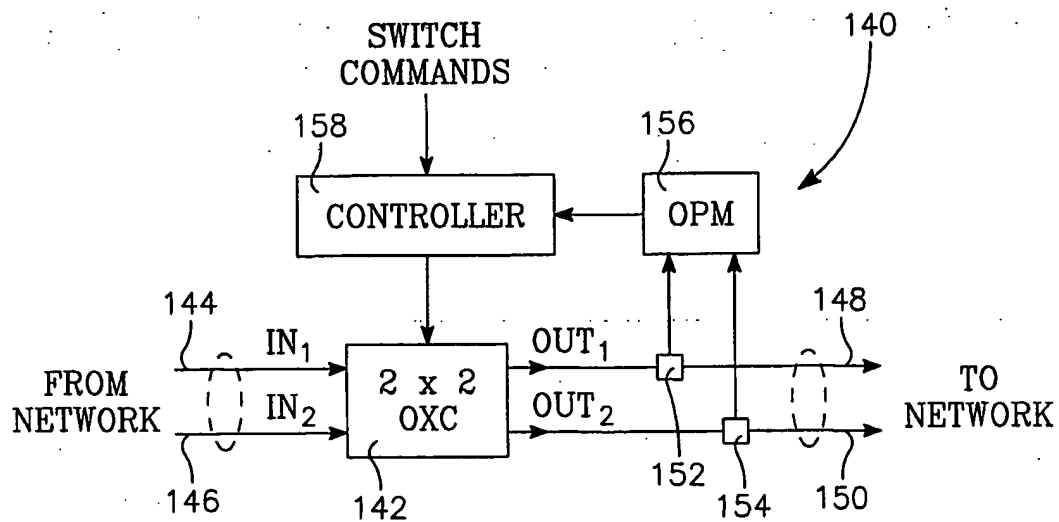 SWITCH
COMMANDS
140
158
156
CONTROLLER
OPM
144
148
IN1
OUT1
FROM
NETWORK
2 x 2
OXC
TO
NETWORK
IN2
OUT2
146
142
152
154
150